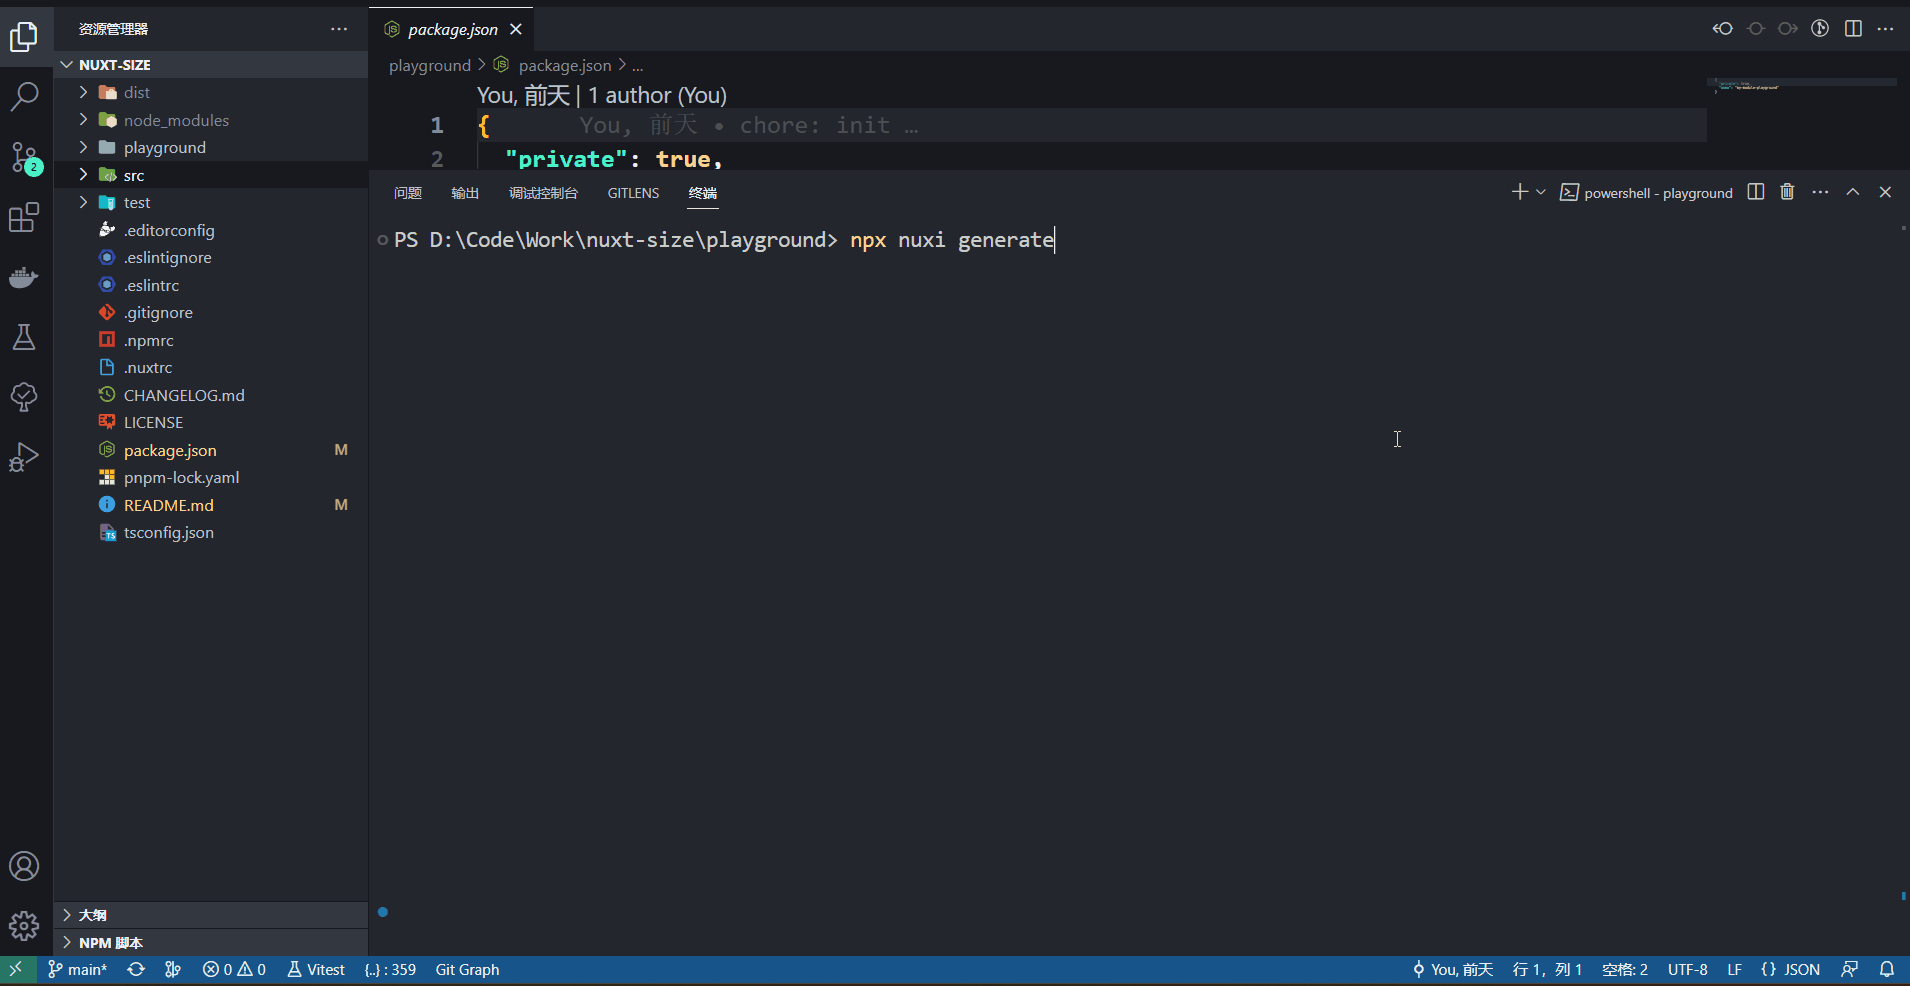 资源管理器
NUXT-SIZE
dist
node_modules
playground
src
test
.editorconfig
.eslintignore
.eslintrc
.gitignore
.npmrc
.nuxtrc
CHANGELOG.md
LICENSE
package.json M
pnpm-lock.yaml
README.md M
tsconfig.json
大纲
NPM 脚本
2
package.json
playground > package.json > ...
You, 前天 | 1 author (You)
1 { You, 前天 • chore: init …
2 "private": true,
问题 输出 调试控制台 GITLENS 终端
powershell - playground
PS D:\Code\Work\nuxt-size\playground> npx nuxi generate
main* 0 0 Vitest {..} : 359 Git Graph
You, 前天 行 1，列 1 空格: 2 UTF-8 LF {} JSON